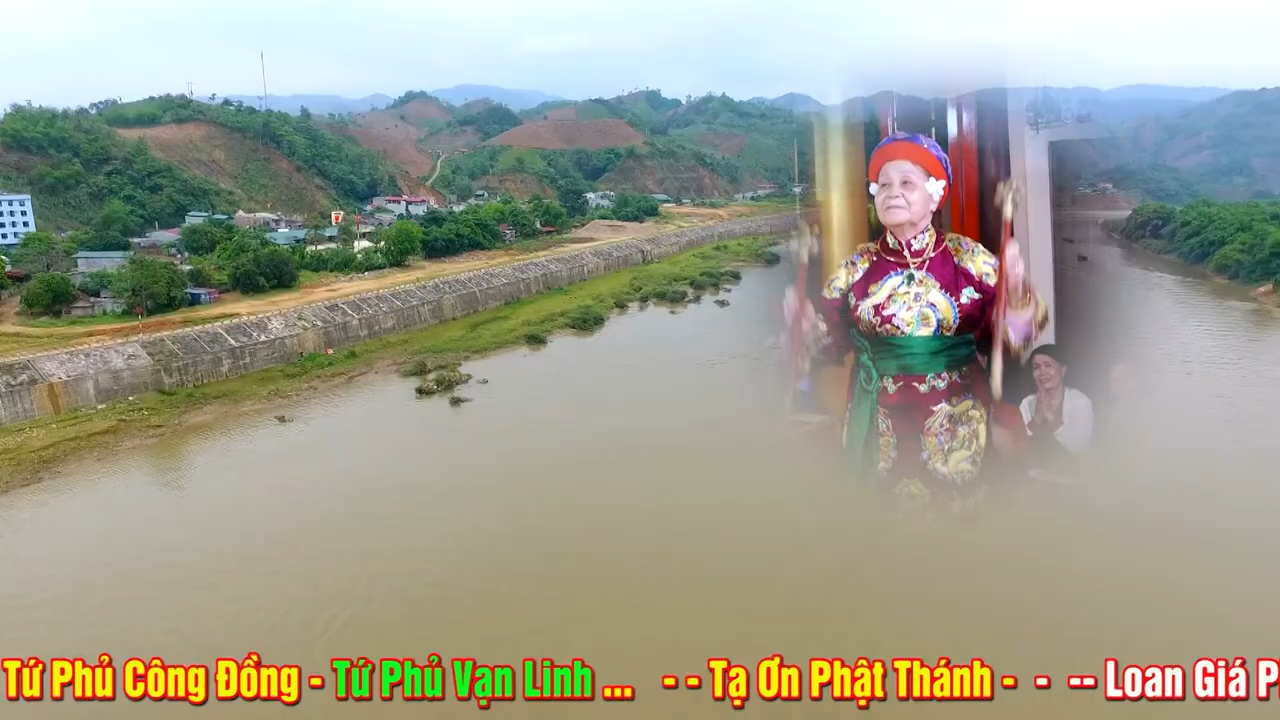 Tứ Phủ Công Đồng - Tứ Phủ Vạn Linh ... - - Tạ Ơn Phật Thánh - - -- Loan Giá